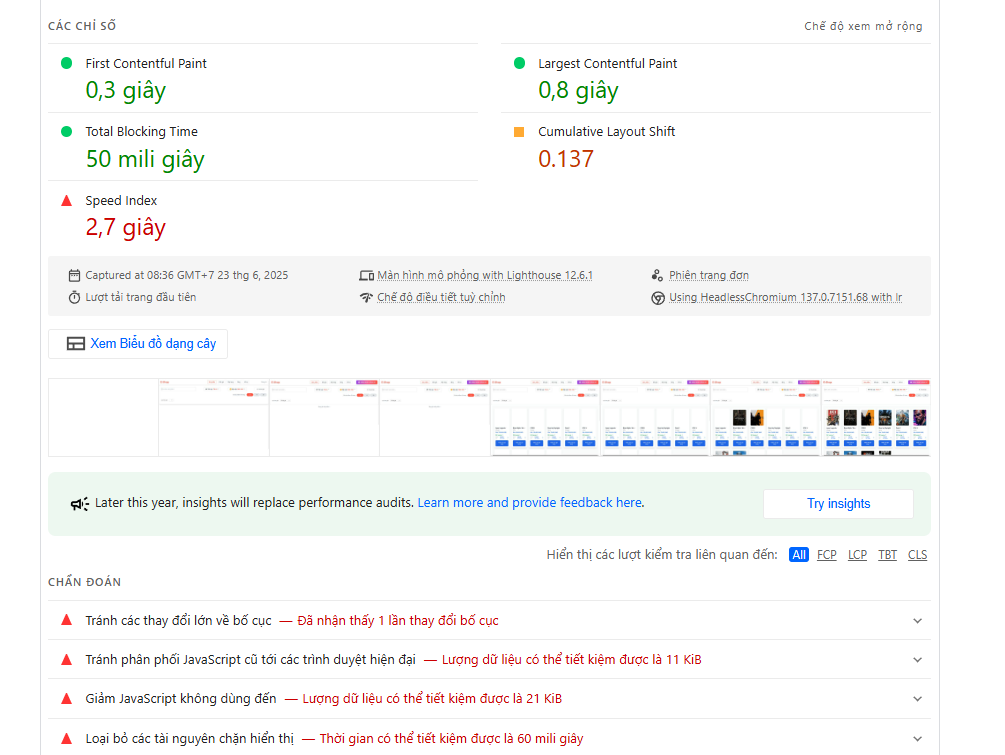 CÁC CHỈ SỐ
Chế độ xem mở rộng
First Contentful Paint
0,3 giây
Largest Contentful Paint
0,8 giây
Total Blocking Time
50 mili giây
Cumulative Layout Shift
0.137
Speed Index
2,7 giây
Captured at 08:36 GMT+7 23 thg 6, 2025
Màn hình mô phỏng with Lighthouse 12.6.1
Phiên trang đơn
Lượt tải trang đầu tiên
Chế độ điều tiết tuỳ chỉnh
Using HeadlessChromium 137.0.7151.68 with lr
Xem Biểu đồ dạng cây
Later this year, insights will replace performance audits. Learn more and provide feedback here.
Try insights
Hiển thị các lượt kiểm tra liên quan đến: All FCP LCP TBT CLS
CHẨN ĐOÁN
Tránh các thay đổi lớn về bố cục — Đã nhận thấy 1 lần thay đổi bố cục
Tránh phân phối JavaScript cũ tới các trình duyệt hiện đại — Lượng dữ liệu có thể tiết kiệm được là 11 KiB
Giảm JavaScript không dùng đến — Lượng dữ liệu có thể tiết kiệm được là 21 KiB
Loại bỏ các tài nguyên chặn hiển thị — Thời gian có thể tiết kiệm được là 60 mili giây